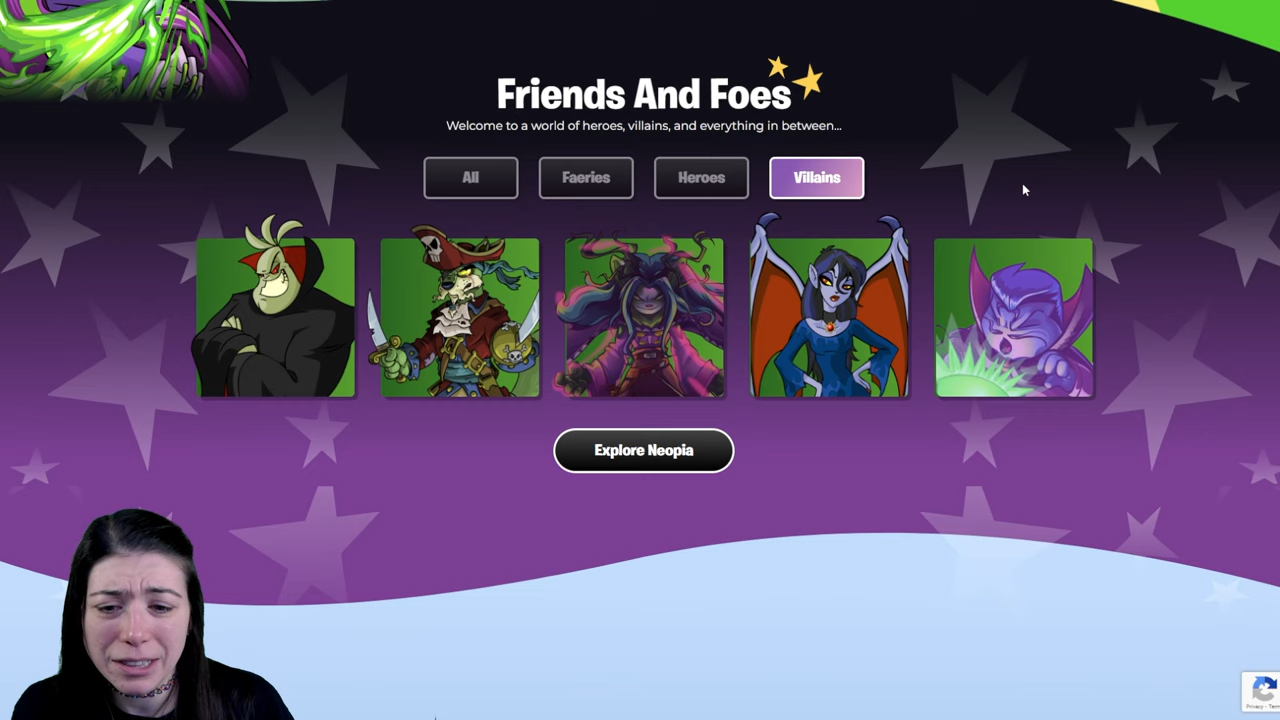 Friends And Foes
Welcome to a world of heroes, villains, and everything in between...
All
Faeries
Heroes
Villains
Explore Neopia